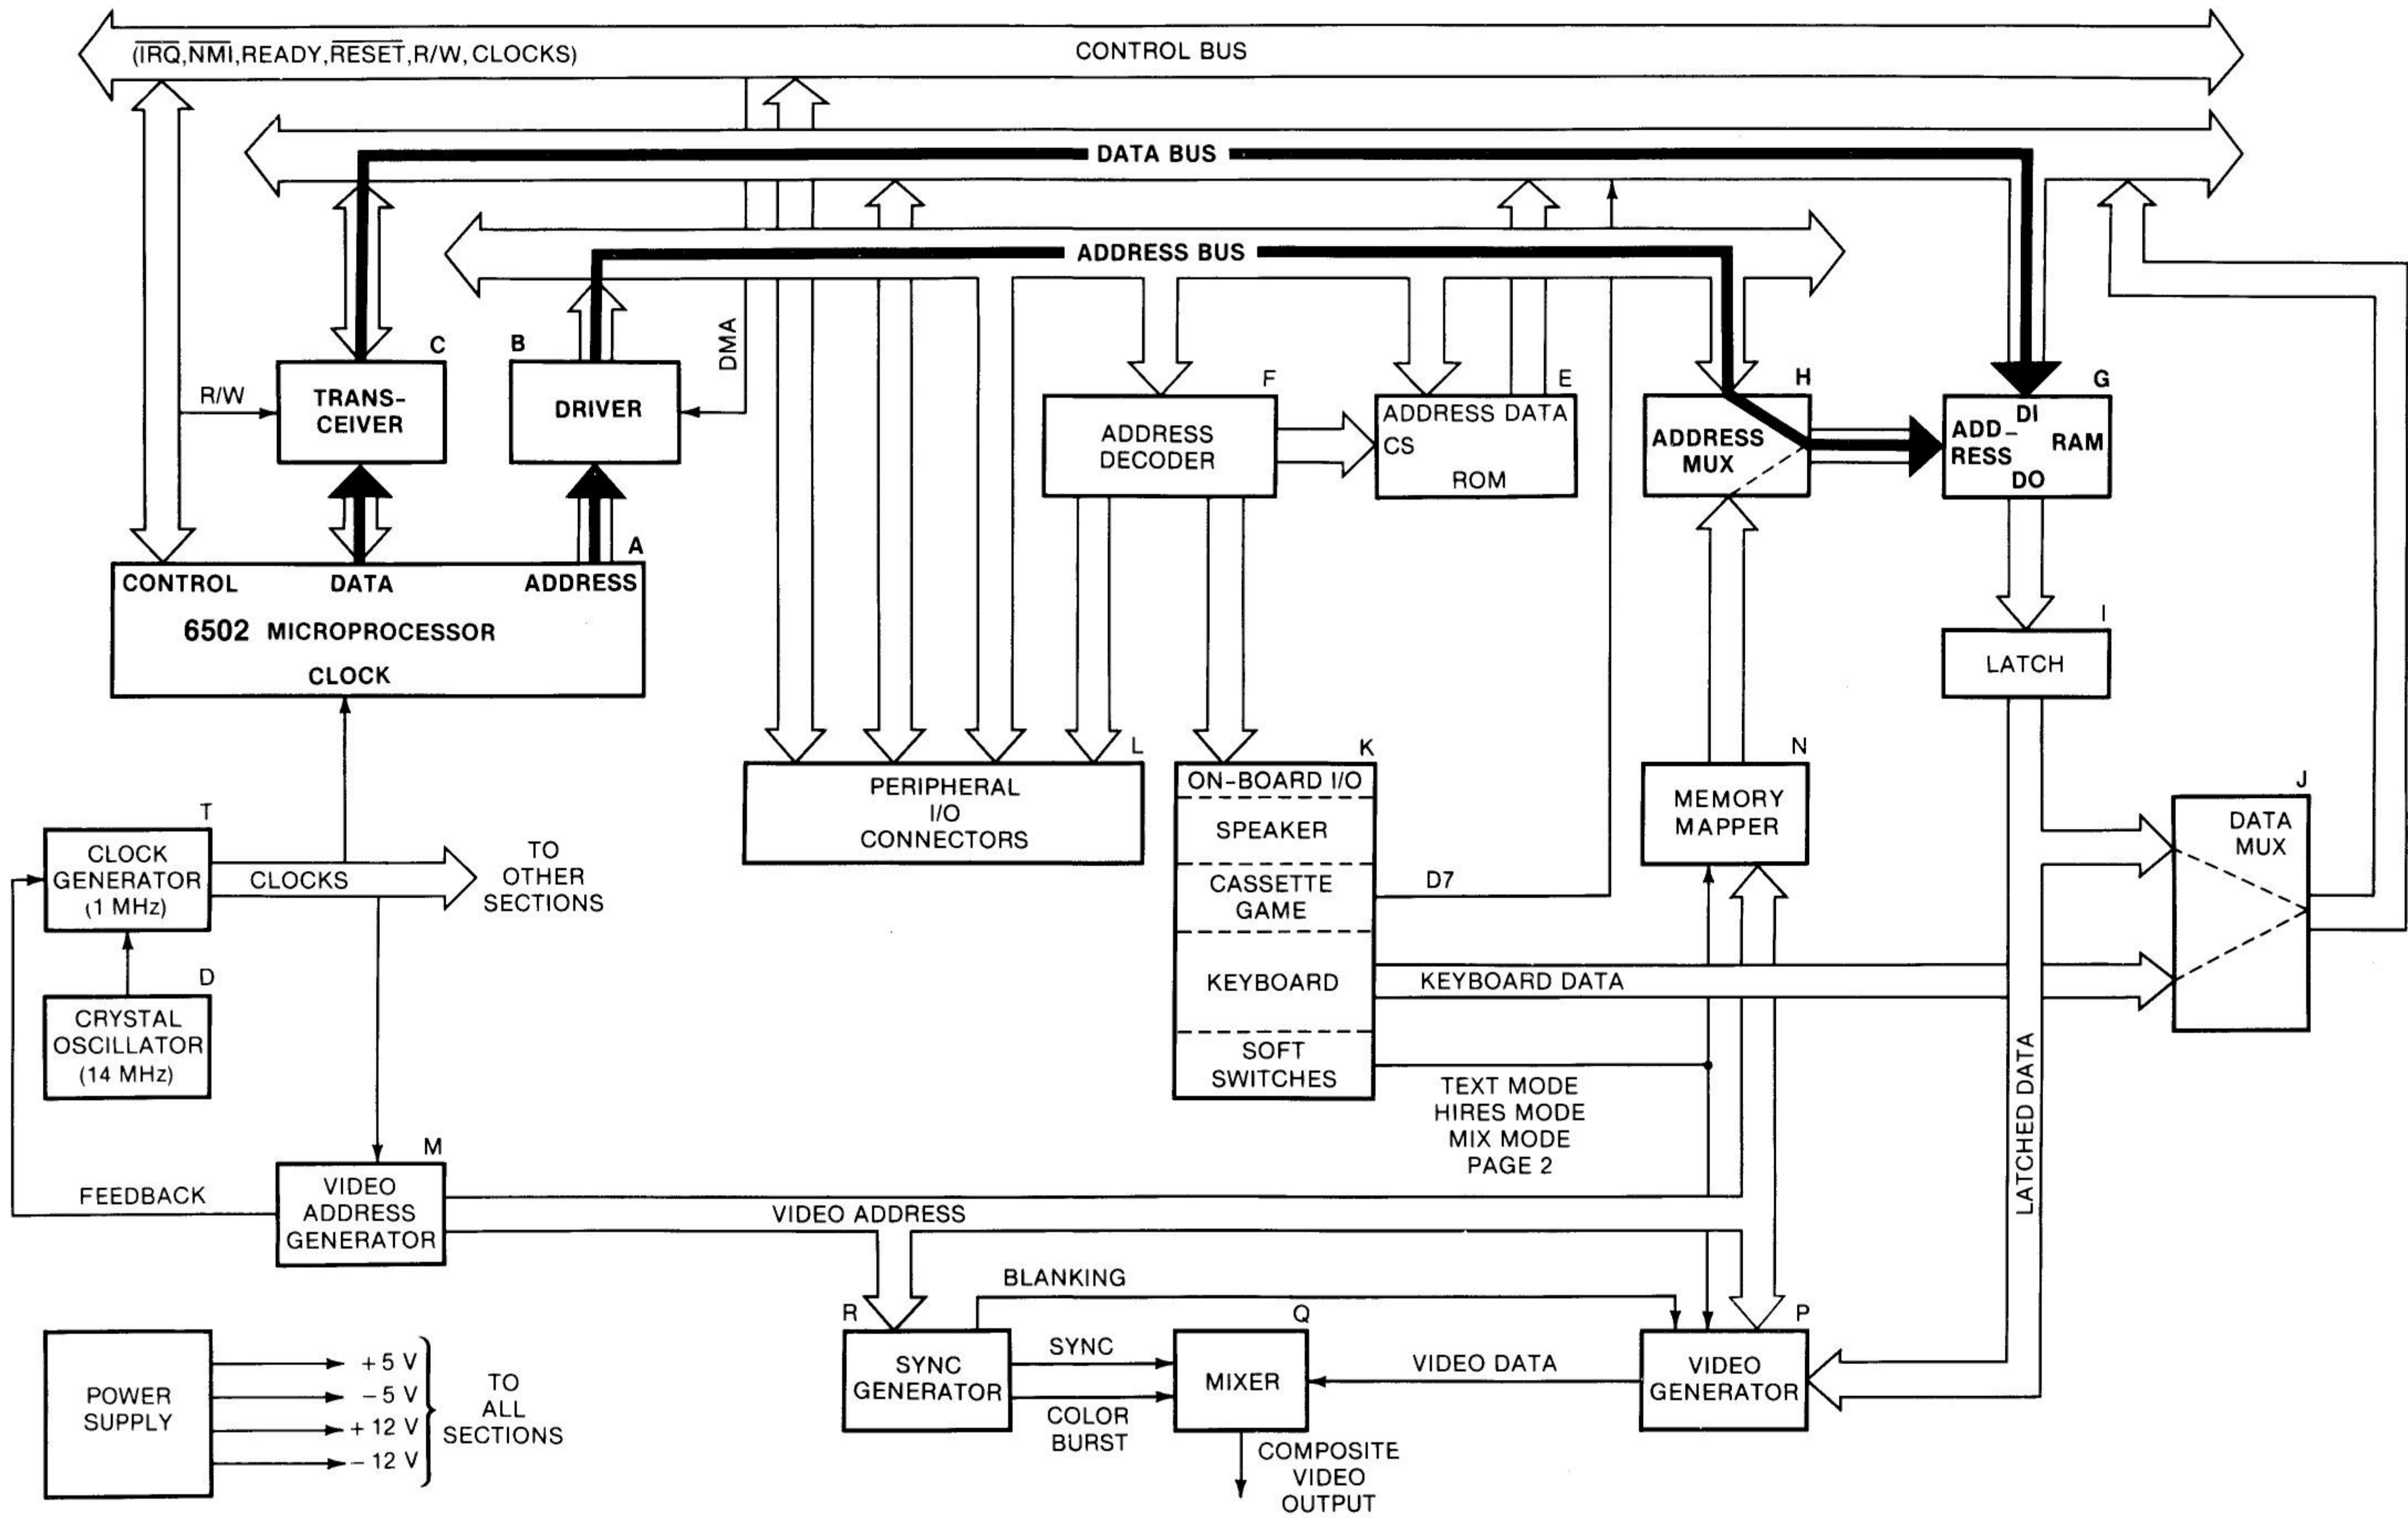 (IRQ,NMI,READY,RESET,R/W,CLOCKS)
CONTROL BUS
DATA BUS
ADDRESS BUS
DMA
C
B
R/W
TRANS-
CEIVER
DRIVER
F
ADDRESS
DECODER
E
ADDRESS DATA
CS
ROM
H
ADDRESS
MUX
G
DI
ADD-
RESS
RAM
DO
A
CONTROL
DATA
ADDRESS
6502 MICROPROCESSOR
CLOCK
I
LATCH
L
PERIPHERAL
I/O
CONNECTORS
K
ON-BOARD I/O
SPEAKER
CASSETTE
GAME
KEYBOARD
SOFT
SWITCHES
D7
KEYBOARD DATA
TEXT MODE
HIRES MODE
MIX MODE
PAGE 2
N
MEMORY
MAPPER
J
DATA
MUX
LATCHED DATA
T
CLOCK
GENERATOR
(1 MHz)
CLOCKS
TO
OTHER
SECTIONS
D
CRYSTAL
OSCILLATOR
(14 MHz)
FEEDBACK
M
VIDEO
ADDRESS
GENERATOR
VIDEO ADDRESS
BLANKING
R
SYNC
GENERATOR
SYNC
COLOR
BURST
Q
MIXER
VIDEO DATA
P
VIDEO
GENERATOR
COMPOSITE
VIDEO
OUTPUT
POWER
SUPPLY
+5 V
-5 V
+12 V
-12 V
TO
ALL
SECTIONS